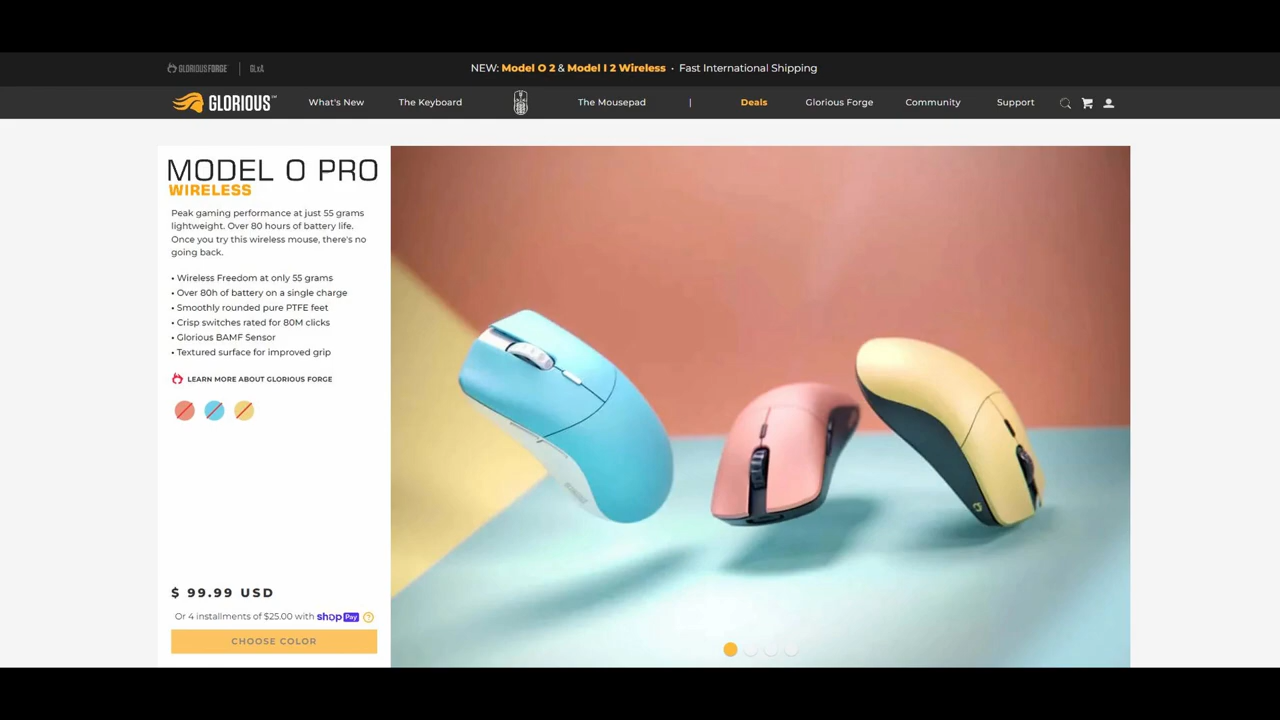 GLORIOUS FORGE | GLxA
NEW: Model O 2 & Model I 2 Wireless • Fast International Shipping
GLORIOUS™ What's New The Keyboard The Mousepad | Deals Glorious Forge Community Support
MODEL O PRO
WIRELESS
Peak gaming performance at just 55 grams
lightweight. Over 80 hours of battery life.
Once you try this wireless mouse, there's no
going back.
• Wireless Freedom at only 55 grams
• Over 80h of battery on a single charge
• Smoothly rounded pure PTFE feet
• Crisp switches rated for 80M clicks
• Glorious BAMF Sensor
• Textured surface for improved grip
LEARN MORE ABOUT GLORIOUS FORGE
$ 99.99 USD
Or 4 installments of $25.00 with shop Pay ?
CHOOSE COLOR